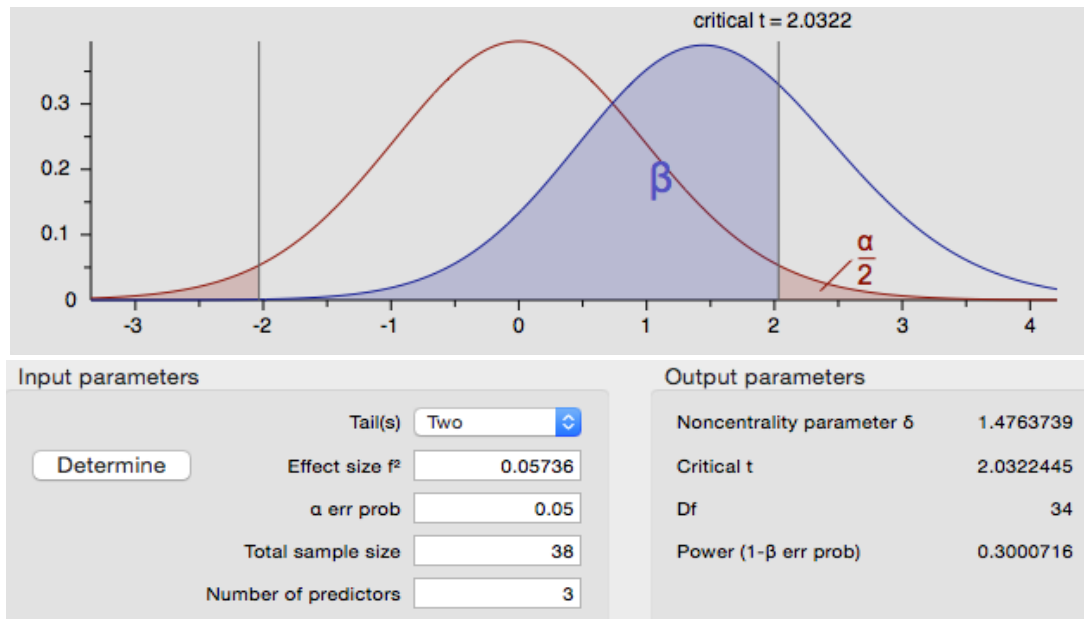 critical t = 2.0322
0.3
0.2
0.1
0
β
α
2
-3 -2 -1 0 1 2 3 4
Input parameters
Output parameters
Tail(s) Two
Noncentrality parameter δ 1.4763739
Determine
Effect size f² 0.05736
Critical t 2.0322445
α err prob 0.05
Df 34
Total sample size 38
Power (1-β err prob) 0.3000716
Number of predictors 3